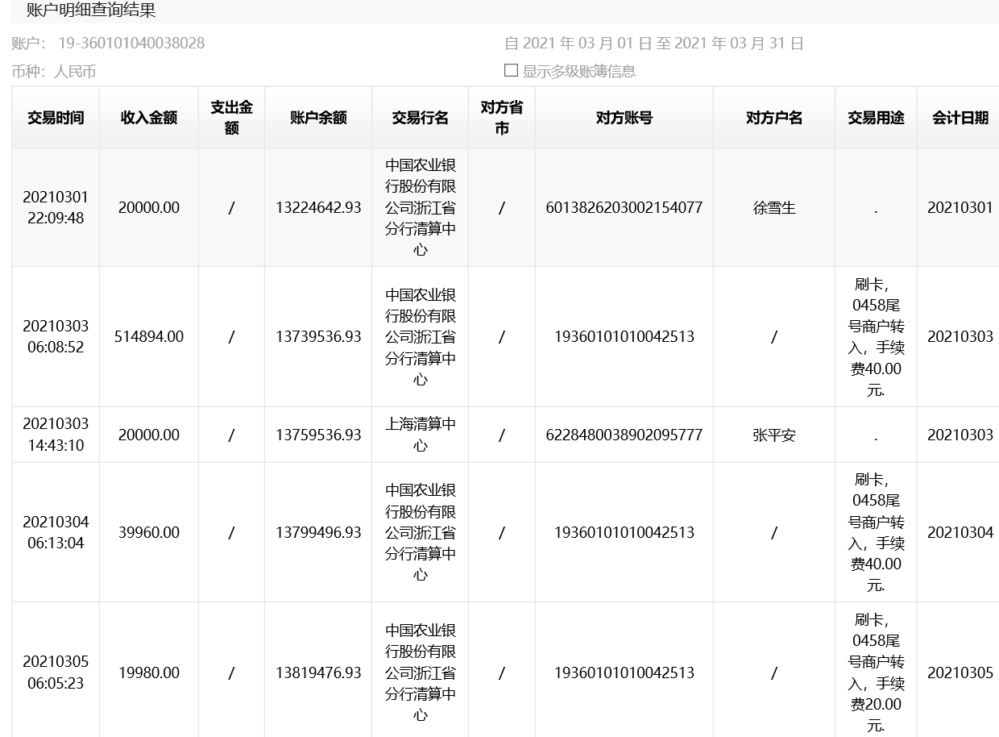 账户明细查询结果
账户： 19-360101040038028
自 2021 年 03 月 01 日 至 2021 年 03 月 31 日
币种：人民币
显示多级账簿信息
交易时间 收入金额 支出金额 账户余额 交易行名 对方省市 对方账号 对方户名 交易用途 会计日期
20210301 22:09:48 20000.00 / 13224642.93 中国农业银行股份有限公司浙江省分行清算中心 / 6013826203002154077 徐雪生 . 20210301
20210303 06:08:52 514894.00 / 13739536.93 中国农业银行股份有限公司浙江省分行清算中心 / 19360101010042513 / 刷卡，0458尾号商户转入，手续费40.00元. 20210303
20210303 14:43:10 20000.00 / 13759536.93 上海清算中心 / 6228480038902095777 张平安 . 20210303
20210304 06:13:04 39960.00 / 13799496.93 中国农业银行股份有限公司浙江省分行清算中心 / 19360101010042513 / 刷卡，0458尾号商户转入，手续费40.00元. 20210304
20210305 06:05:23 19980.00 / 13819476.93 中国农业银行股份有限公司浙江省分行清算中心 / 19360101010042513 / 刷卡，0458尾号商户转入，手续费20.00元. 20210305